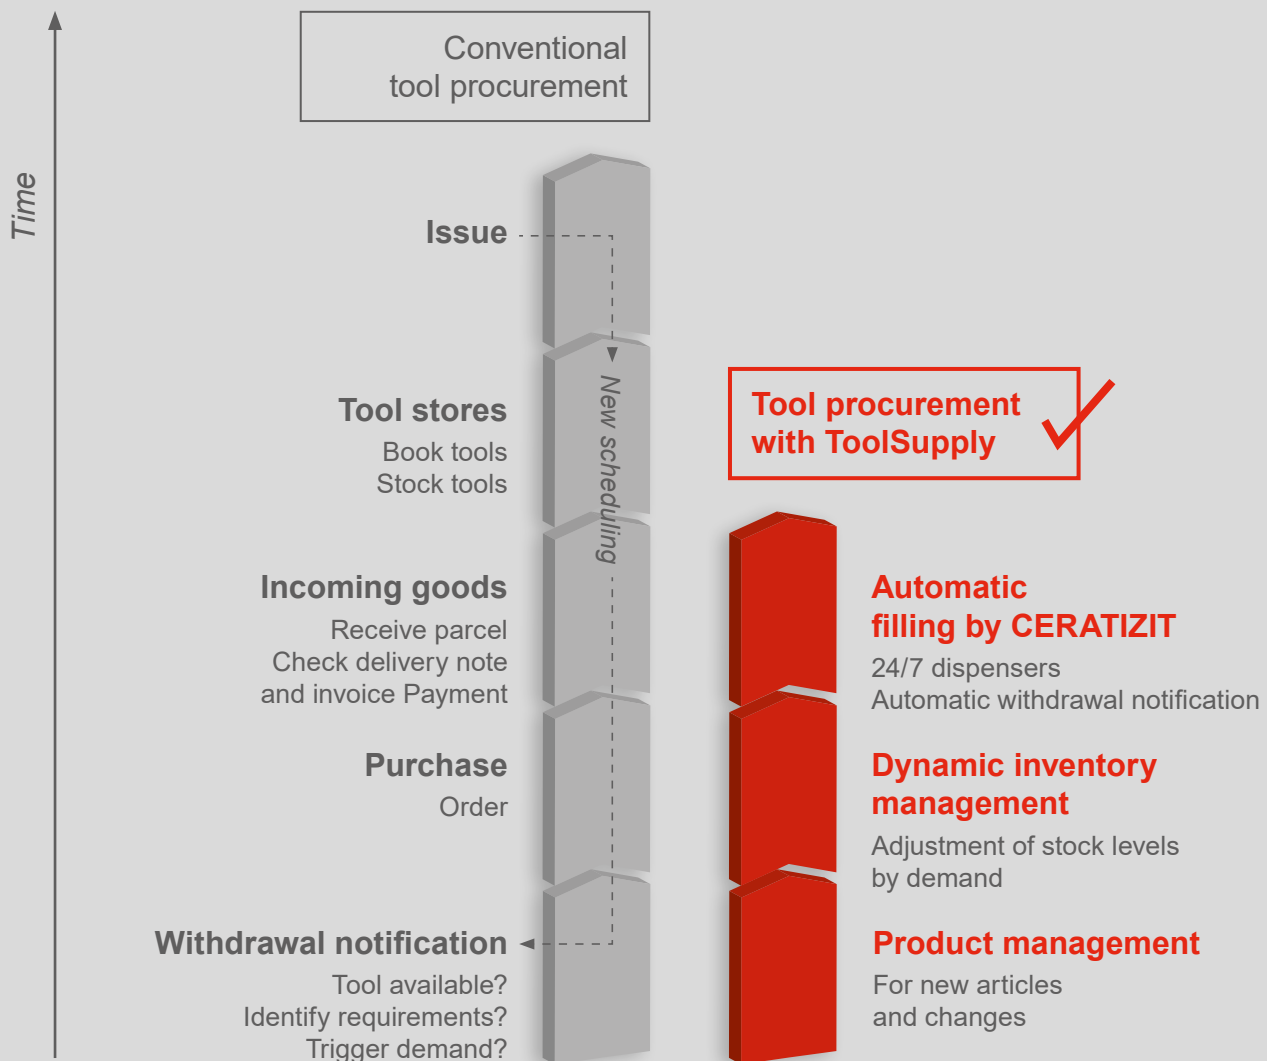 Conventional
tool procurement
Time
Issue
New scheduling
Tool stores
Book tools
Stock tools
Incoming goods
Receive parcel
Check delivery note
and invoice Payment
Purchase
Order
Withdrawal notification
Tool available?
Identify requirements?
Trigger demand?
Tool procurement
with ToolSupply
Automatic
filling by CERATIZIT
24/7 dispensers
Automatic withdrawal notification
Dynamic inventory
management
Adjustment of stock levels
by demand
Product management
For new articles
and changes